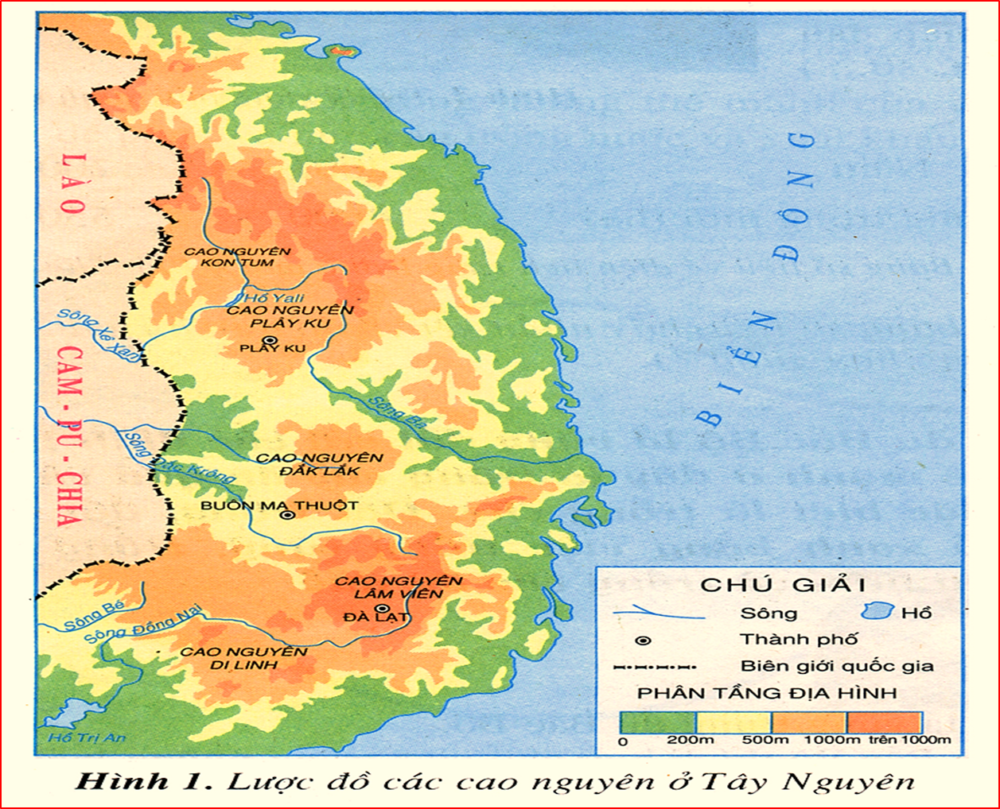 LÀO
CAO NGUYÊN
KON TUM
Hồ Yali
CAO NGUYÊN
PLÂY KU
PLÂY KU
Sông Xê Xan
CAM - PU - CHIA
BIỂN ĐÔNG
Sông Ba
CAO NGUYÊN
ĐẮK LẮK
Sông Đắc Krông
BUÔN MA THUỘT
CAO NGUYÊN
LÂM VIÊN
ĐÀ LẠT
Sông Bé
Sông Đồng Nai
CAO NGUYÊN
DI LINH
Hồ Trị An
CHÚ GIẢI
Sông
Hồ
Thành phố
Biên giới quốc gia
PHÂN TẦNG ĐỊA HÌNH
0 200m 500m 1000m trên 1000m
Hình 1. Lược đồ các cao nguyên ở Tây Nguyên